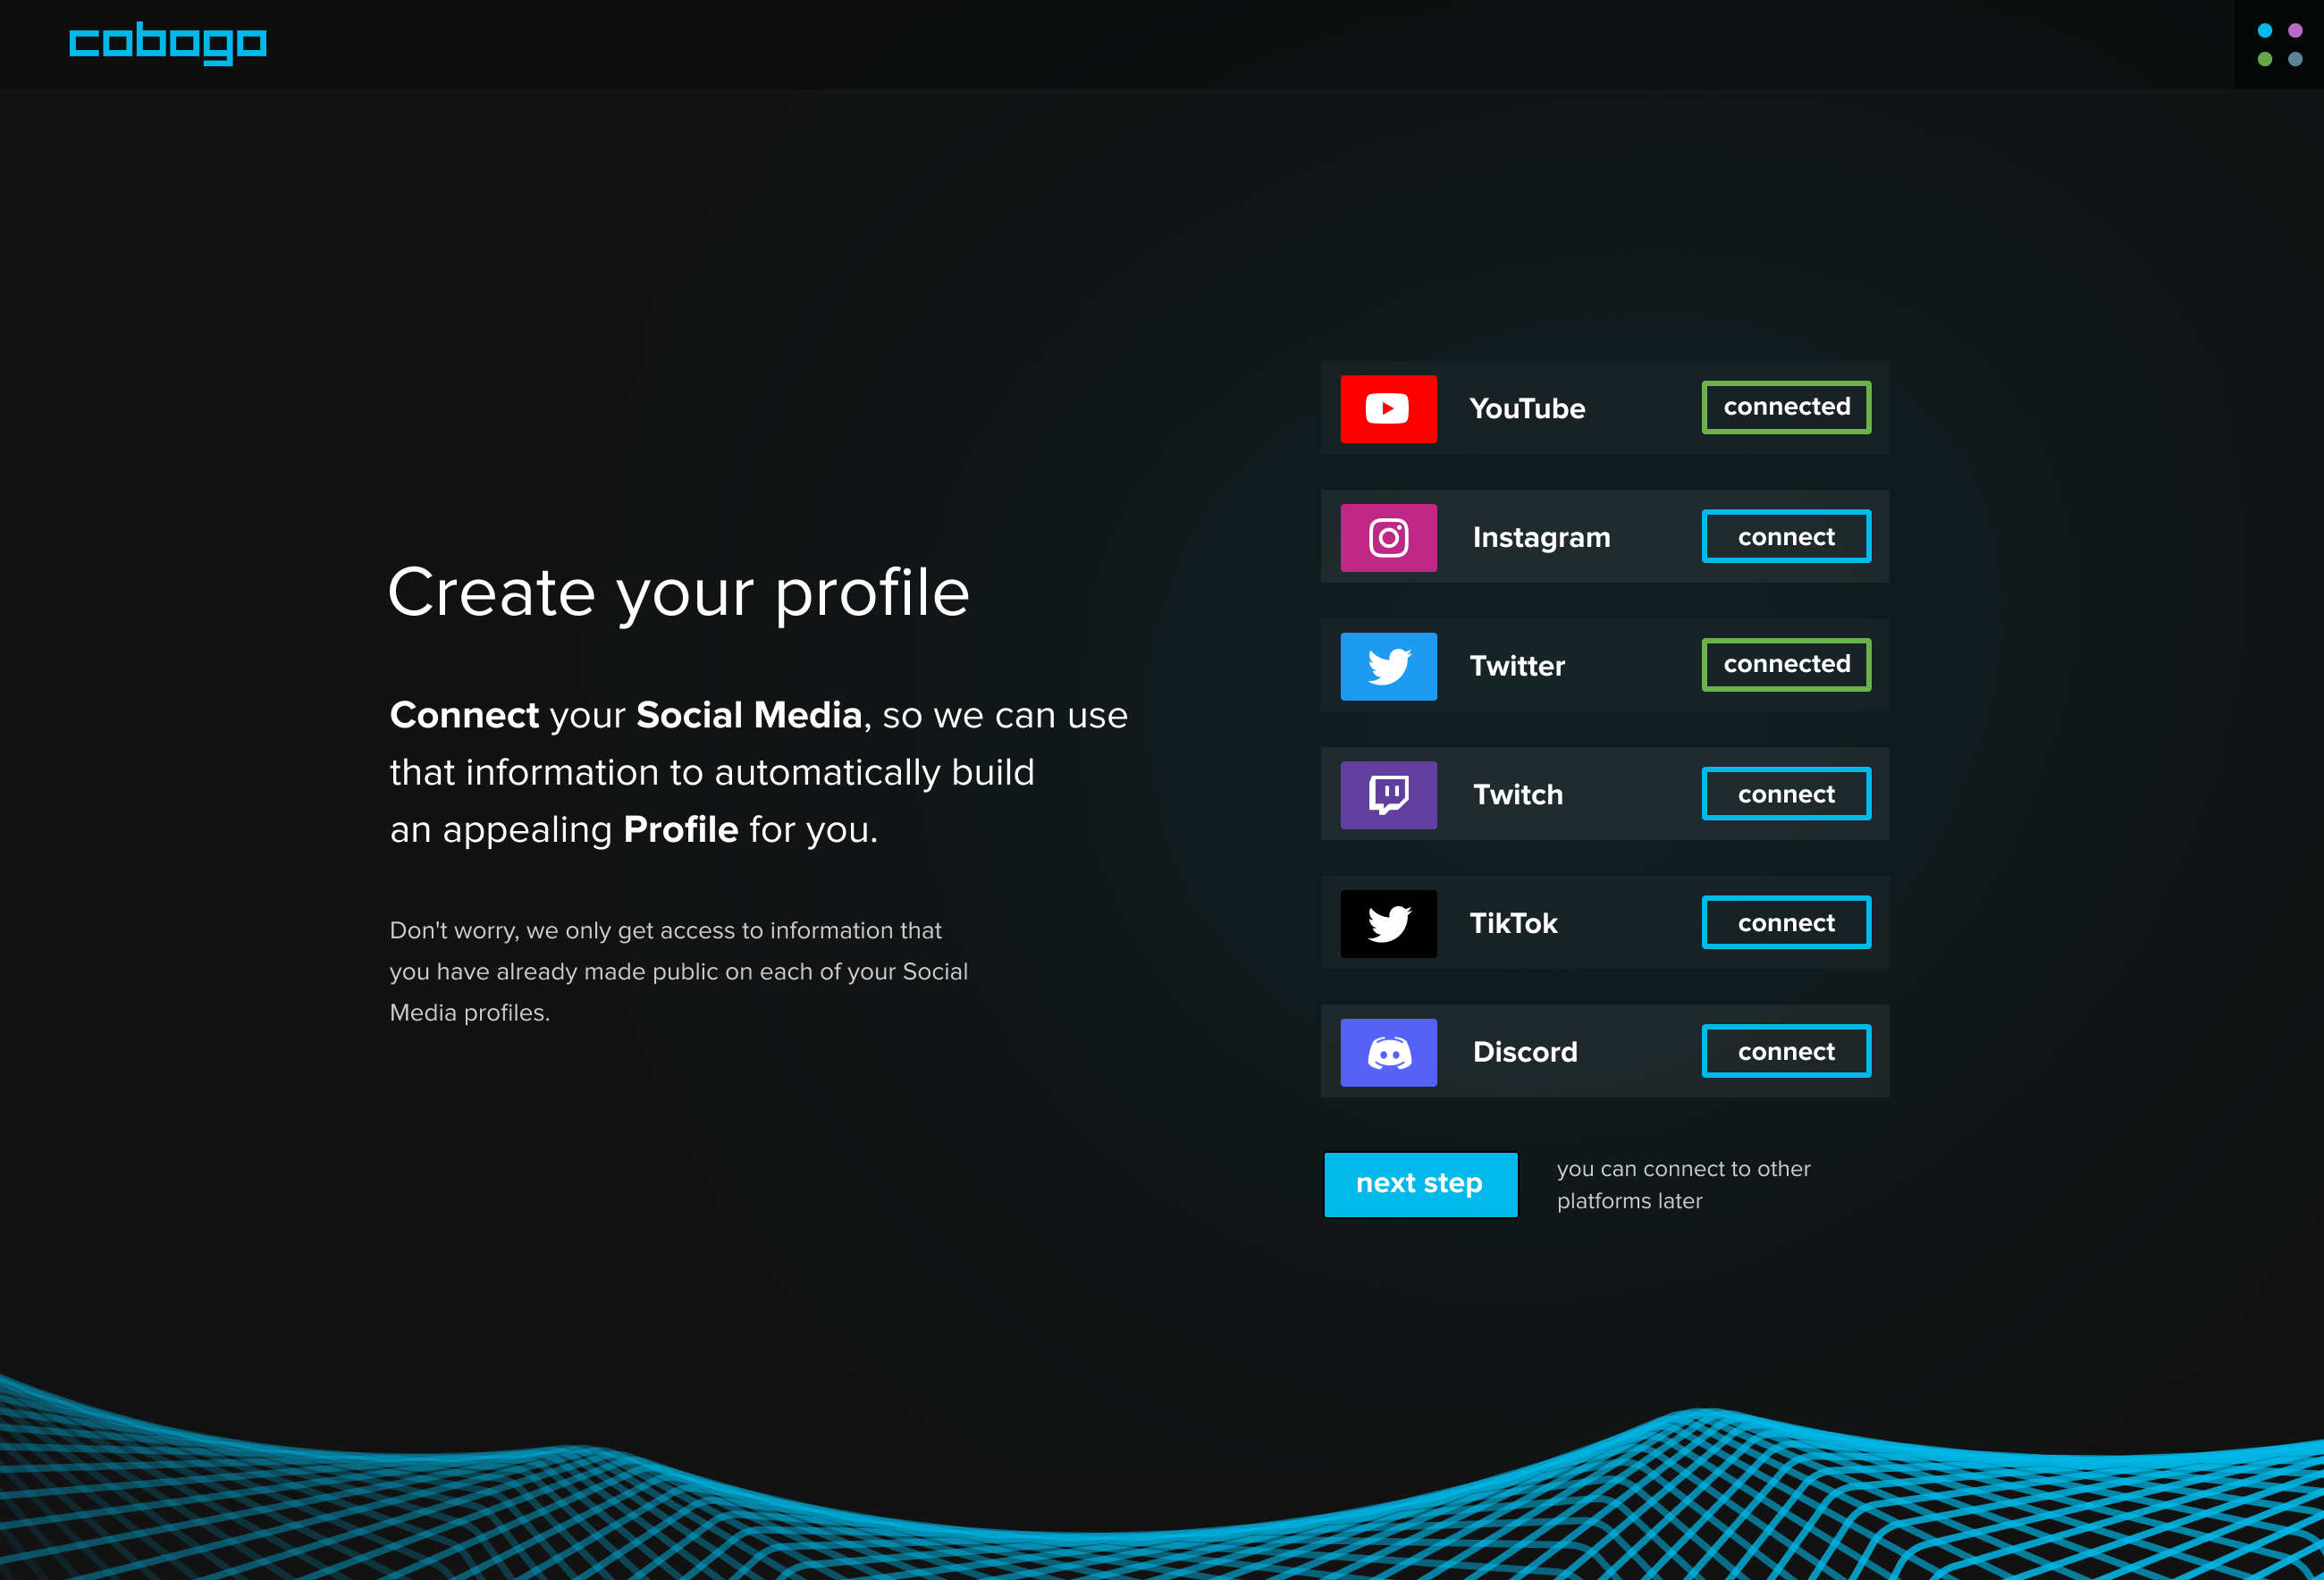 cobogo
Create your profile
Connect your Social Media, so we can use
that information to automatically build
an appealing Profile for you.
Don't worry, we only get access to information that
you have already made public on each of your Social
Media profiles.
YouTube connected
Instagram connect
Twitter connected
Twitch connect
TikTok connect
Discord connect
next step
you can connect to other
platforms later